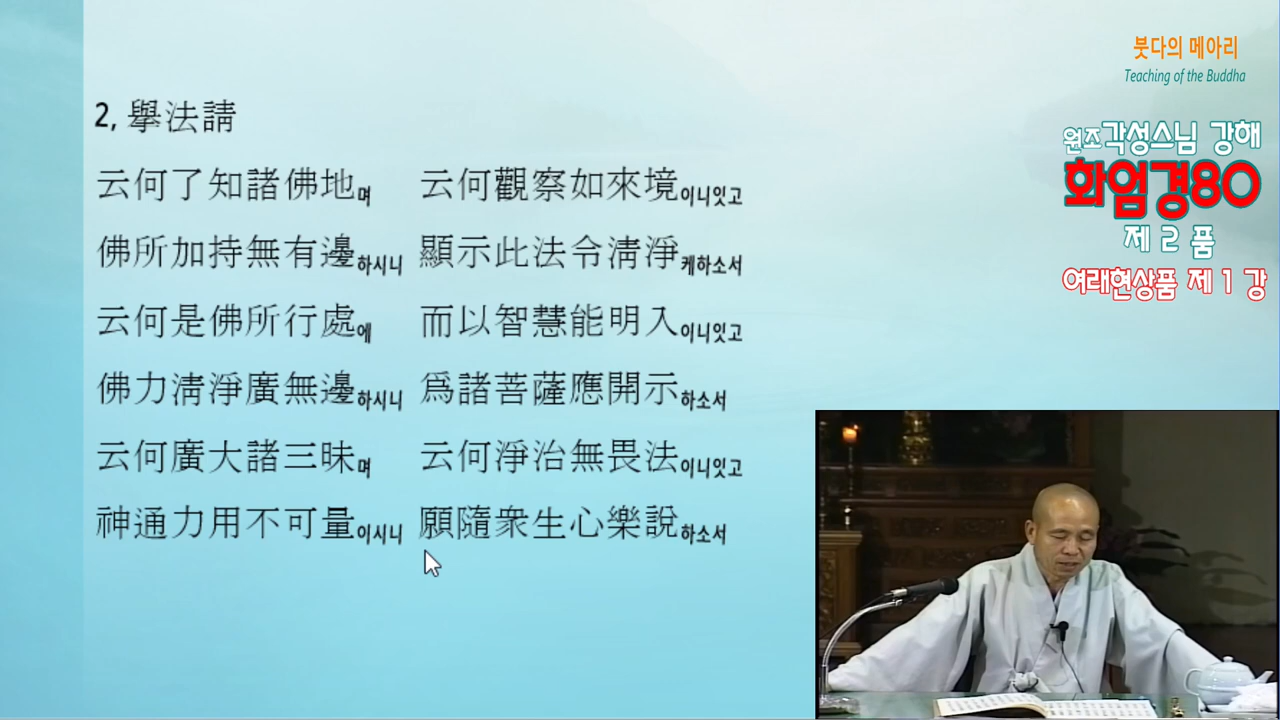 2, 擧法請
云何了知諸佛地며 云何觀察如來境이니잇고
佛所加持無有邊하시니 顯示此法令淸淨케하소서
云何是佛所行處에 而以智慧能明入이니잇고
佛力淸淨廣無邊하시니 爲諸菩薩應開示하소서
云何廣大諸三昧며 云何淨治無畏法이니잇고
神通力用不可量이시니 願隨衆生心樂說하소서
붓다의 메아리
Teaching of the Buddha
원조각성스님 강해
화엄경80
제 2 품
여래현상품 제 1 강